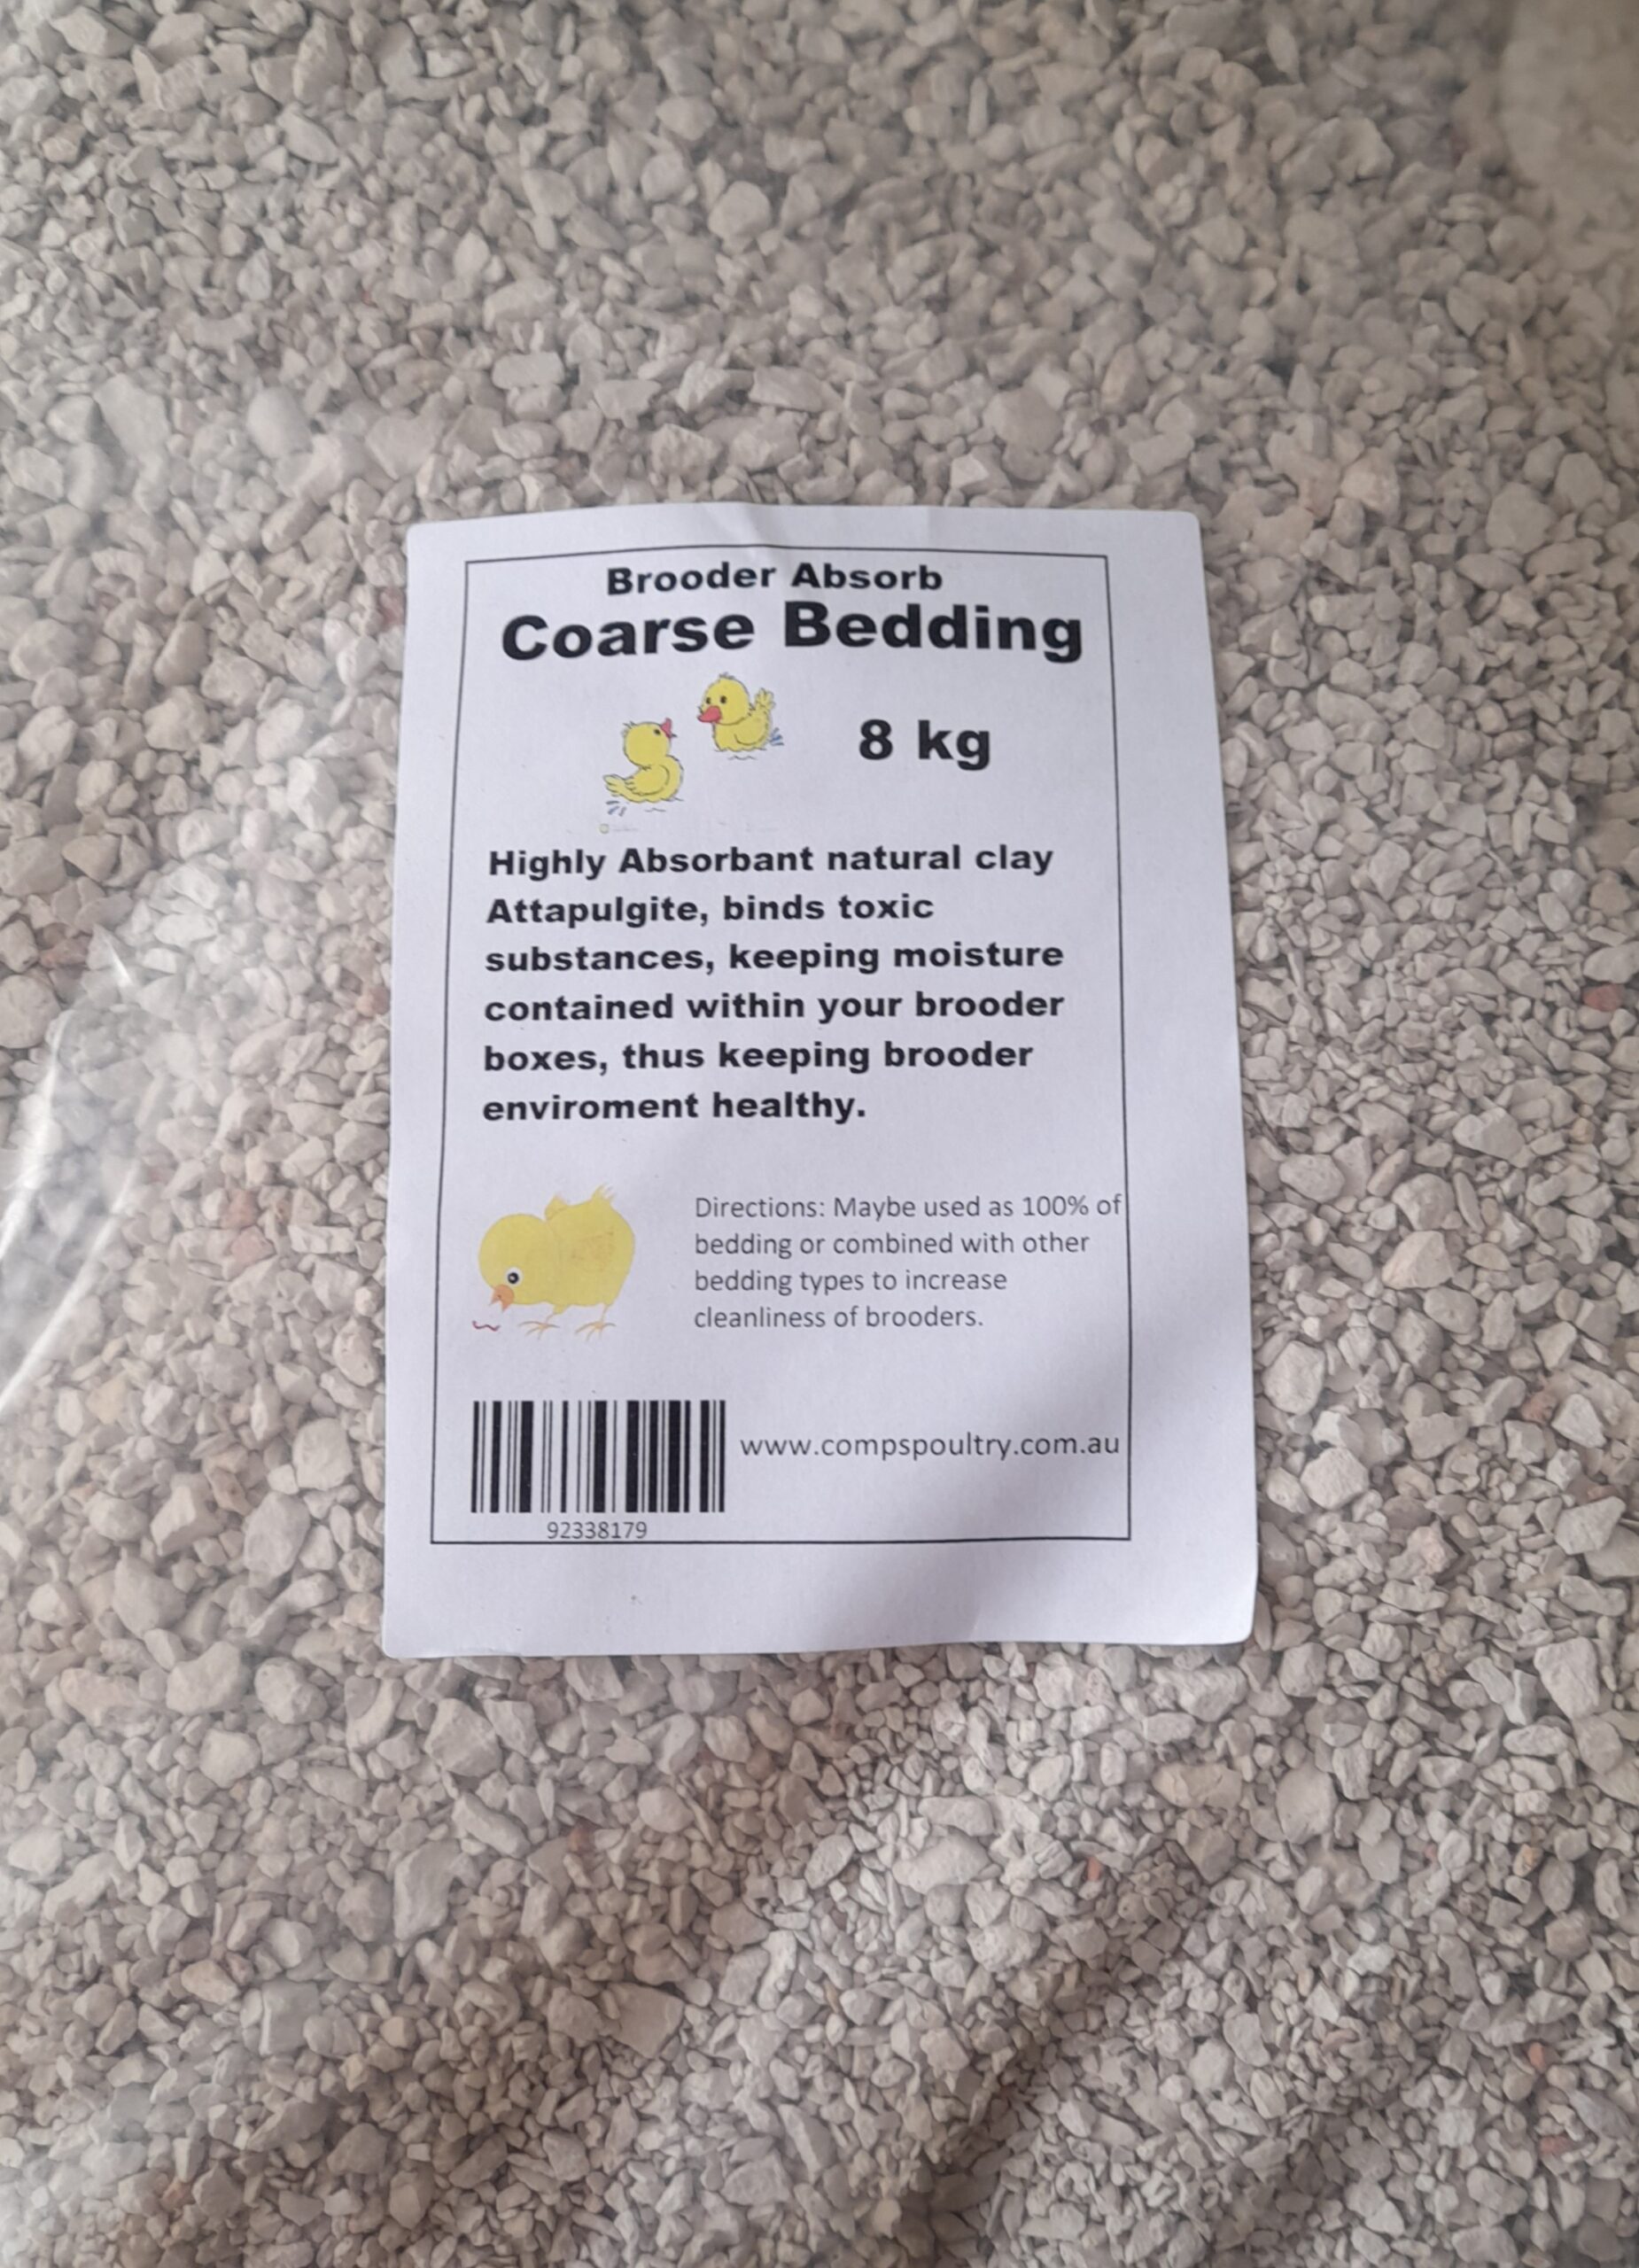 Brooder Absorb
Coarse Bedding
8 kg
Highly Absorbant natural clay
Attapulgite, binds toxic
substances, keeping moisture
contained within your brooder
boxes, thus keeping brooder
enviroment healthy.
Directions: Maybe used as 100% of
bedding or combined with other
bedding types to increase
cleanliness of brooders.
www.compspoultry.com.au
92338179